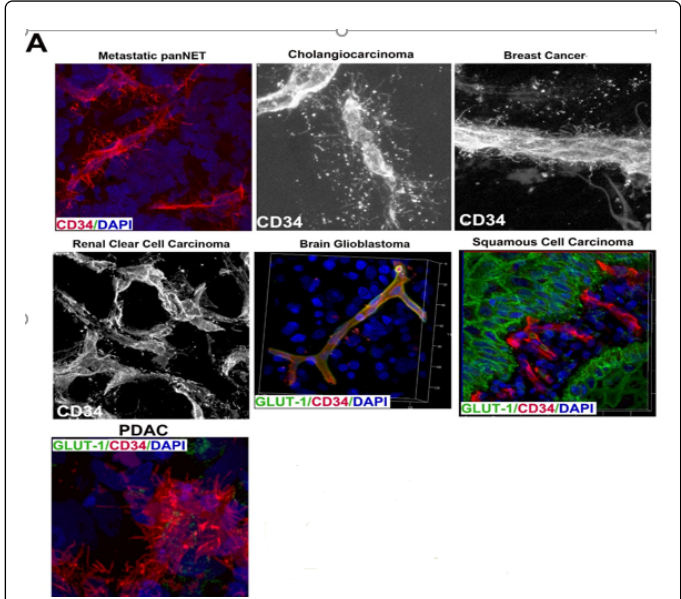 A
Metastatic panNET
Cholangiocarcinoma
Breast Cancer
CD34/DAPI
CD34
CD34
Renal Clear Cell Carcinoma
Brain Glioblastoma
Squamous Cell Carcinoma
CD34
GLUT-1/CD34/DAPI
GLUT-1/CD34/DAPI
PDAC
GLUT-1/CD34/DAPI